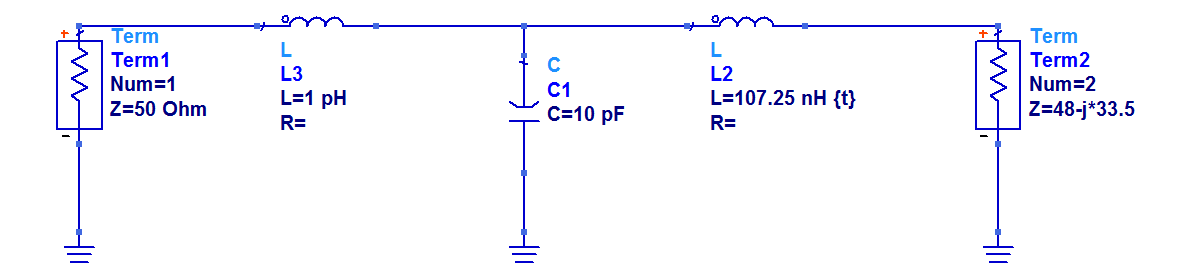 Term
Term1
Num=1
Z=50 Ohm
L
L3
L=1 pH
R=
C
C1
C=10 pF
L
L2
L=107.25 nH {t}
R=
Term
Term2
Num=2
Z=48-j*33.5